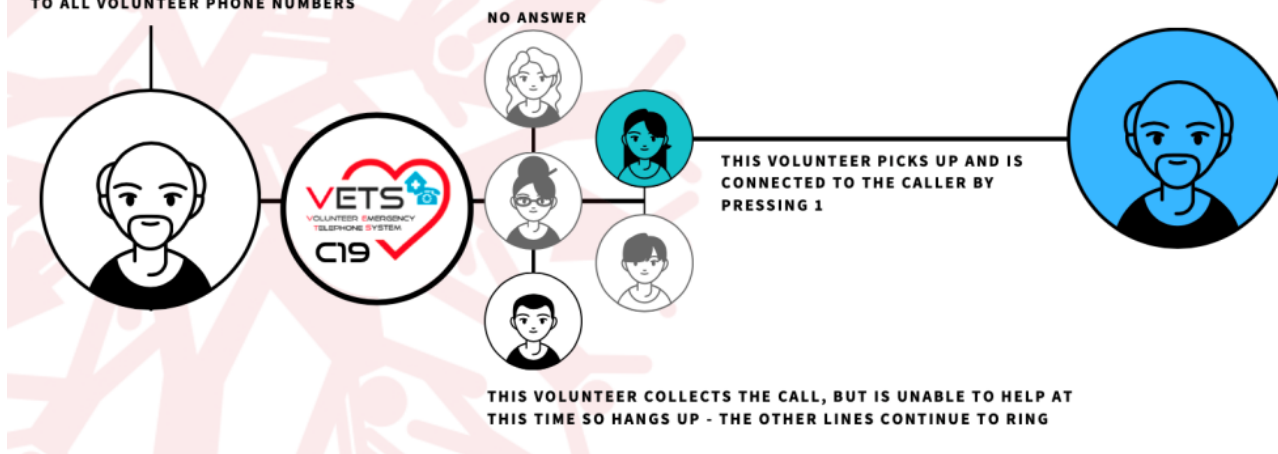 TO ALL VOLUNTEER PHONE NUMBERS
NO ANSWER
VETS
VOLUNTEER EMERGENCY
TELEPHONE SYSTEM
C19
THIS VOLUNTEER PICKS UP AND IS
CONNECTED TO THE CALLER BY
PRESSING 1
THIS VOLUNTEER COLLECTS THE CALL, BUT IS UNABLE TO HELP AT
THIS TIME SO HANGS UP - THE OTHER LINES CONTINUE TO RING